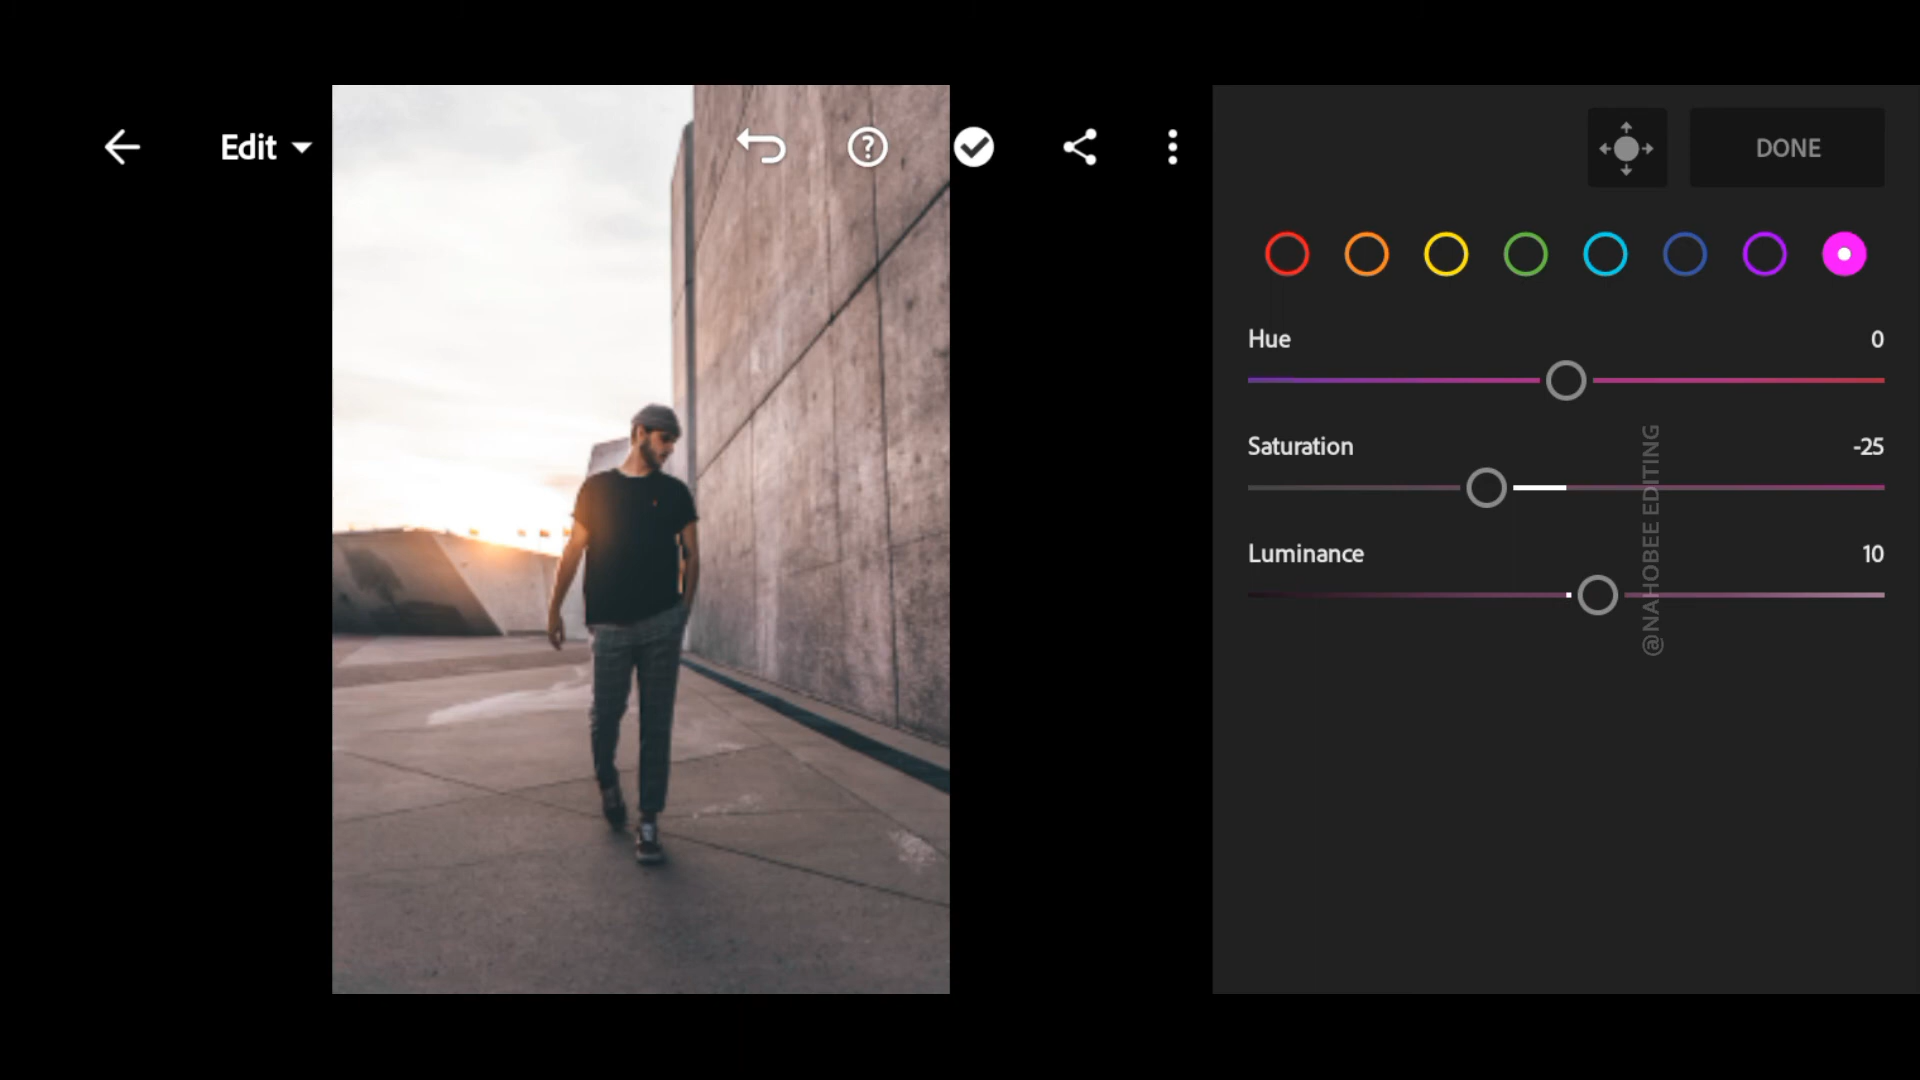 Edit
DONE
Hue 0
Saturation -25
Luminance 10
@NAHOBEE EDITING